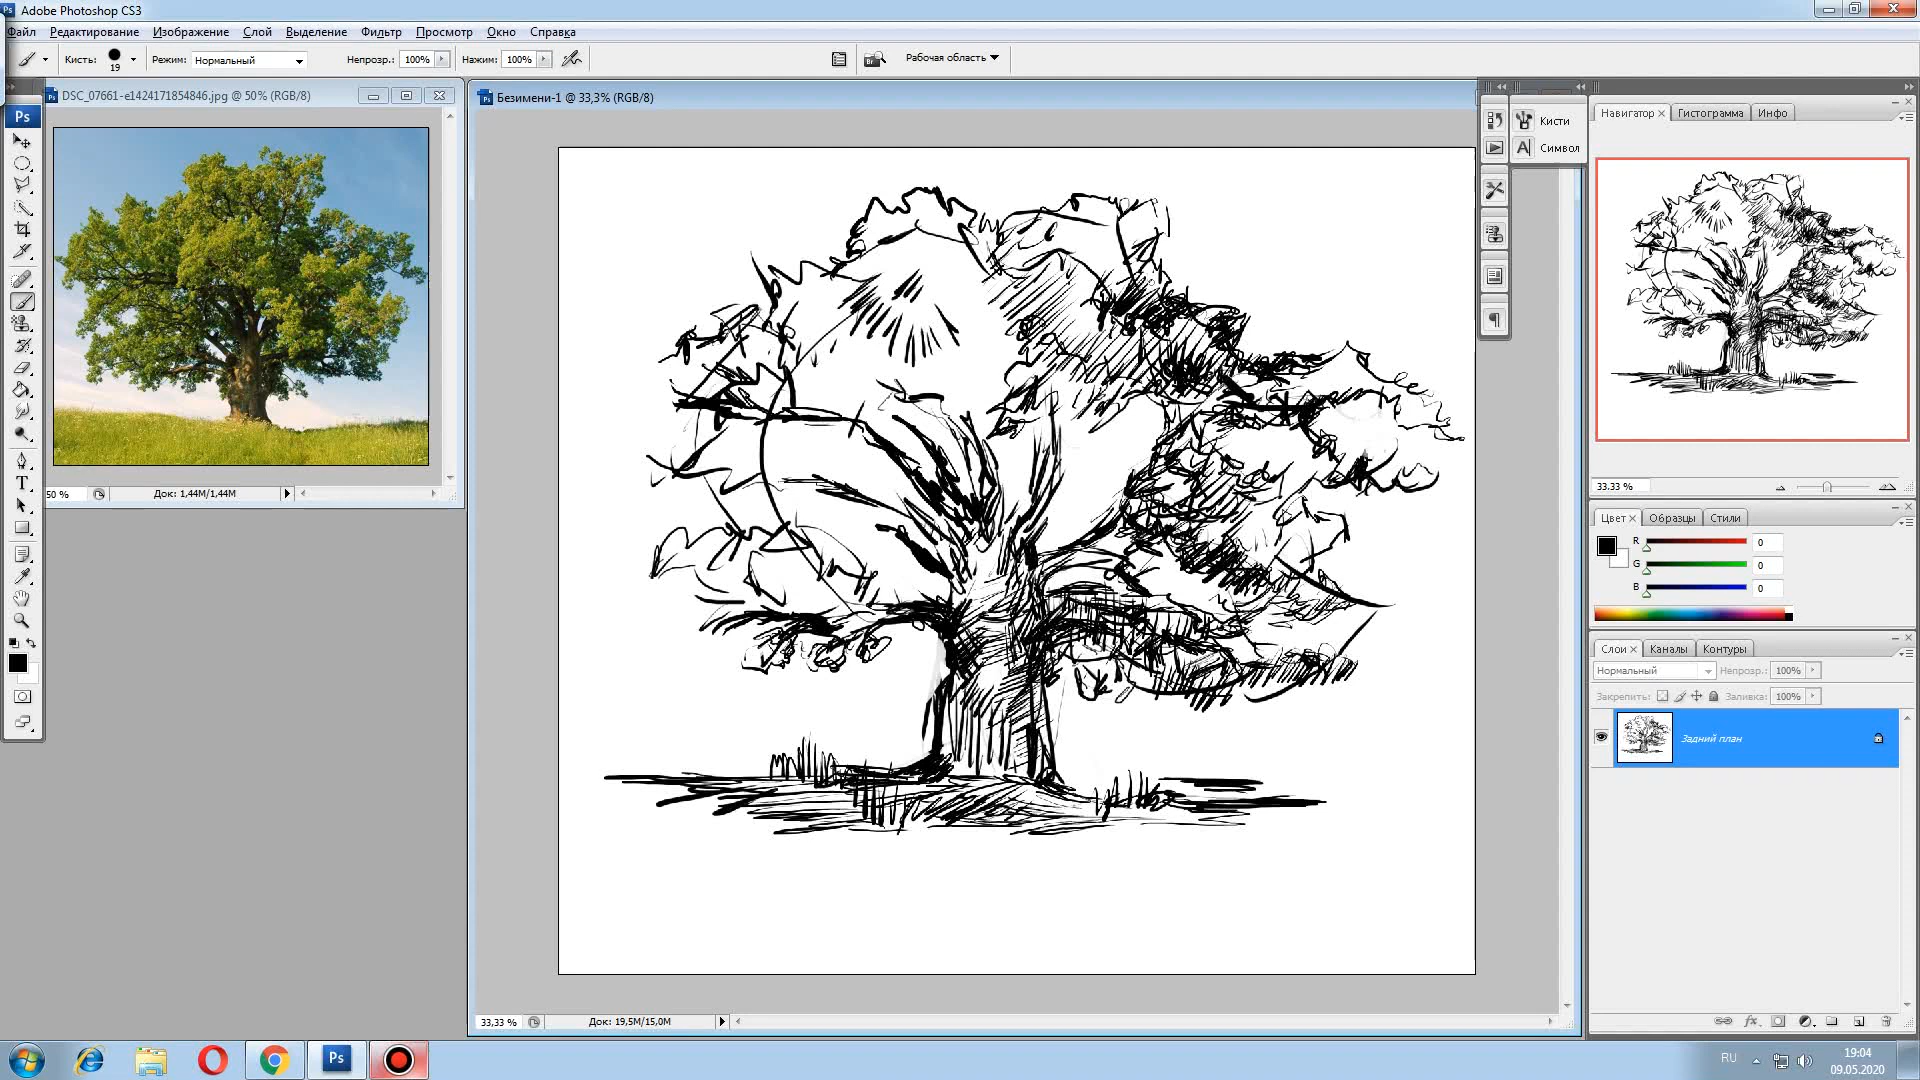 Ps Adobe Photoshop CS3
Файл Редактирование Изображение Слой Выделение Фильтр Просмотр Окно Справка
Кисть: 19 Режим: Нормальный Непрозр.: 100% Нажим: 100% Рабочая область
DSC_07661-e1424171854846.jpg @ 50% (RGB/8)
Безимени-1 @ 33,3% (RGB/8)
Ps
T
50 % Док: 1,44M/1,44M
33,33 % Док: 19,5M/15,0M
Кисти
A Символ
Навигатор Гистограмма Инфо
33.33 %
Цвет Образцы Стили
R 0
G 0
B 0
Слои Каналы Контуры
Нормальный Непрозр.: 100%
Закрепить: Заливка: 100%
Задний план
fx
Ps
RU
19:04
09.05.2020